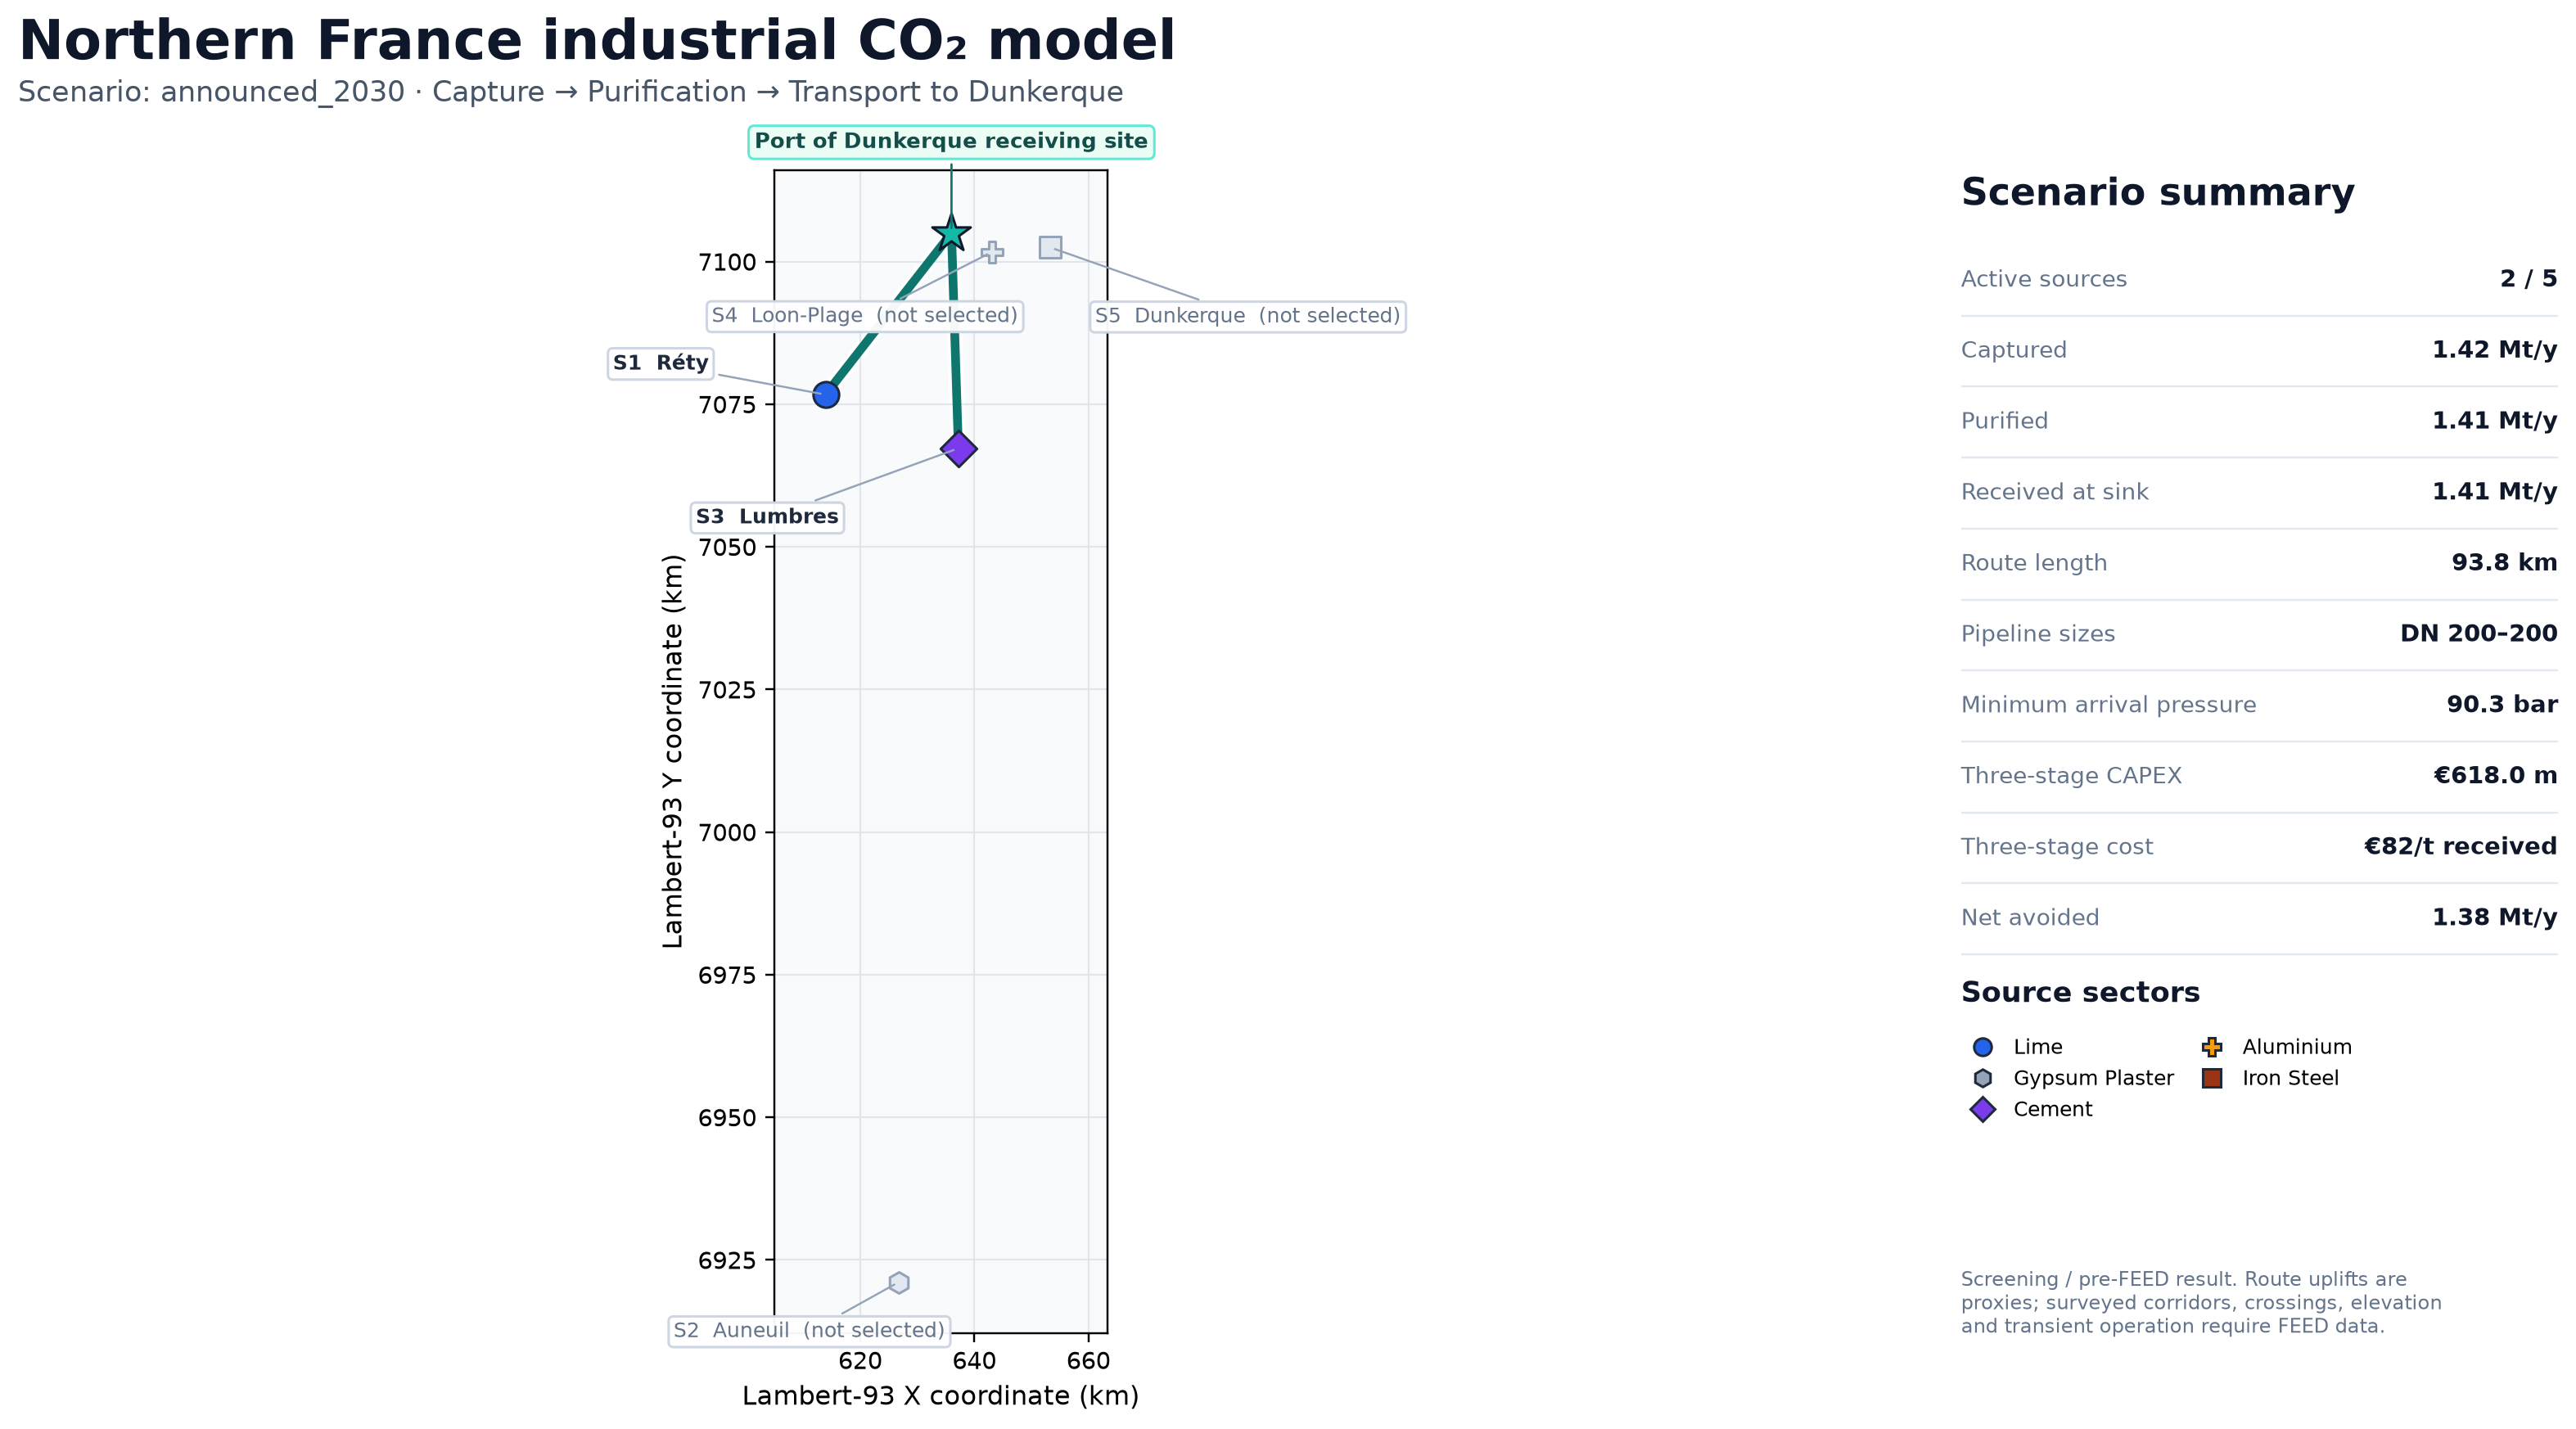 Northern France industrial CO₂ model
Scenario: announced_2030 · Capture → Purification → Transport to Dunkerque
Port of Dunkerque receiving site
S4 Loon-Plage (not selected)
S5 Dunkerque (not selected)
S1 Réty
S3 Lumbres
S2 Auneuil (not selected)
7100
7075
7050
7025
7000
6975
6950
6925
Lambert-93 Y coordinate (km)
620 640 660
Lambert-93 X coordinate (km)
Scenario summary
Active sources 2 / 5
Captured 1.42 Mt/y
Purified 1.41 Mt/y
Received at sink 1.41 Mt/y
Route length 93.8 km
Pipeline sizes DN 200–200
Minimum arrival pressure 90.3 bar
Three-stage CAPEX €618.0 m
Three-stage cost €82/t received
Net avoided 1.38 Mt/y
Source sectors
Lime
Gypsum Plaster
Cement
Aluminium
Iron Steel
Screening / pre-FEED result. Route uplifts are
proxies; surveyed corridors, crossings, elevation
and transient operation require FEED data.